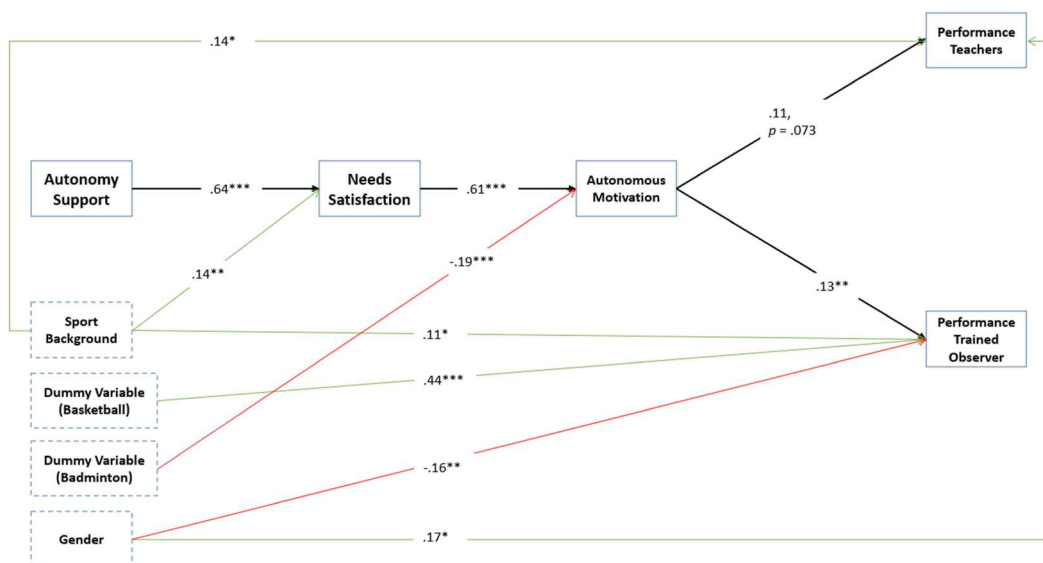 .14*
Performance
Teachers
.11,
p = .073
Autonomy
Support
.64***
Needs
Satisfaction
.61***
Autonomous
Motivation
-.19***
.14**
.13**
Sport
Background
.11*
Performance
Trained
Observer
Dummy Variable
(Basketball)
.44***
Dummy Variable
(Badminton)
-.16**
Gender
.17*